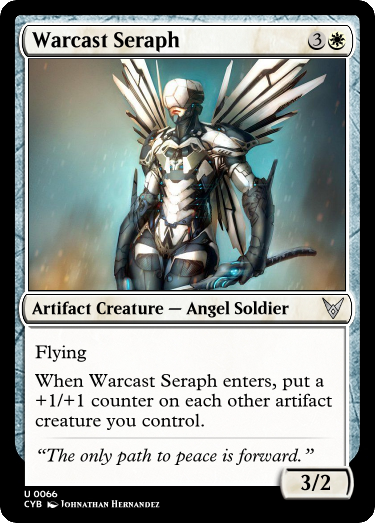 Warcast Seraph 3
Artifact Creature — Angel Soldier
Flying
When Warcast Seraph enters, put a
+1/+1 counter on each other artifact
creature you control.
“The only path to peace is forward.”
3/2
U 0066
CYB Johnathan Hernandez